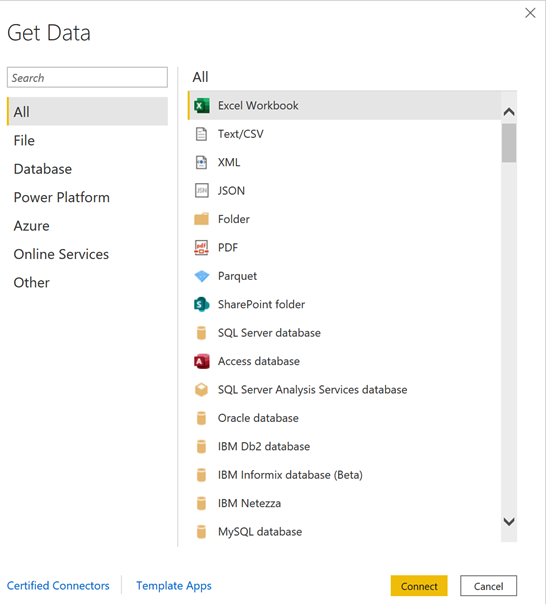 Get Data
Search
All
File
Database
Power Platform
Azure
Online Services
Other
All
Excel Workbook
Text/CSV
XML
JSON
Folder
PDF
Parquet
SharePoint folder
SQL Server database
Access database
SQL Server Analysis Services database
Oracle database
IBM Db2 database
IBM Informix database (Beta)
IBM Netezza
MySQL database
Certified Connectors
Template Apps
Connect
Cancel